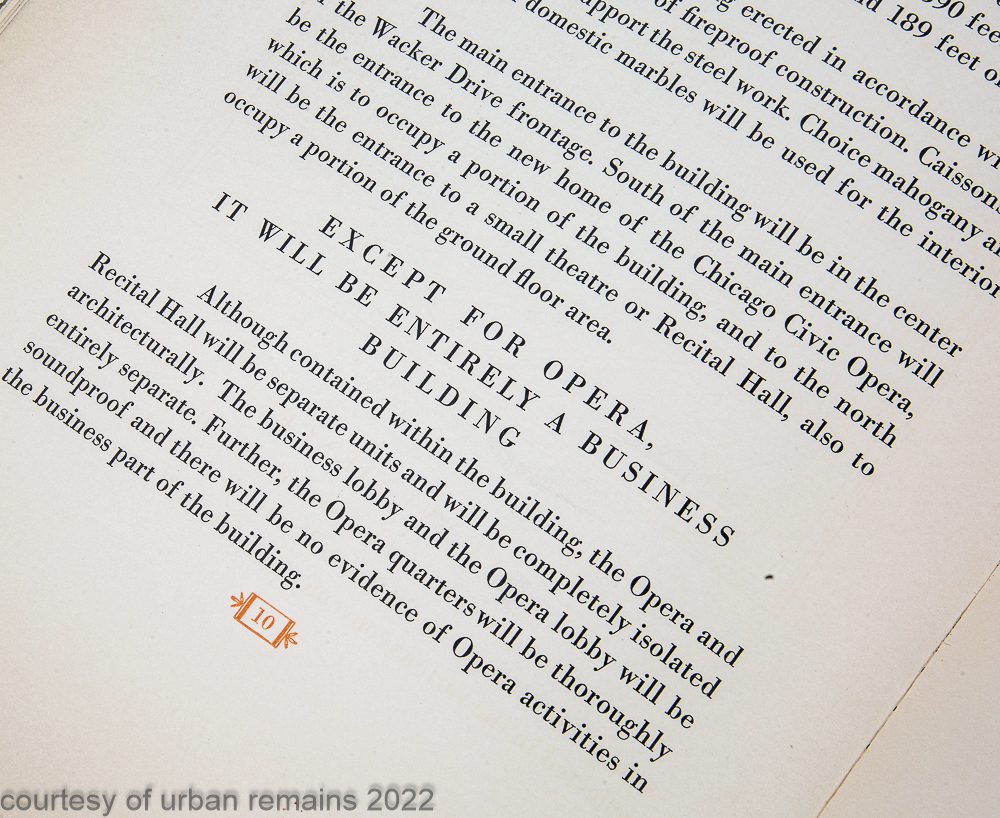 390 feet
and 189 feet
erected in accordance
of fireproof construction. Caissons
support the steel work. Choice mahogany
domestic marbles will be used for the interior
The main entrance to the building will be in the center
the Wacker Drive frontage. South of the main entrance will
be the entrance to the new home of the Chicago Civic Opera,
which is to occupy a portion of the building, and to the north
will be the entrance to a small theatre or Recital Hall, also to
occupy a portion of the ground floor area.
EXCEPT FOR OPERA,
IT WILL BE ENTIRELY A BUSINESS
BUILDING
Although contained within the building, the Opera and
Recital Hall will be separate units and will be completely isolated
architecturally. The business lobby and the Opera lobby will be
entirely separate. Further, the Opera quarters will be thoroughly
soundproof and there will be no evidence of Opera activities in
the business part of the building.
10
courtesy of urban remains 2022